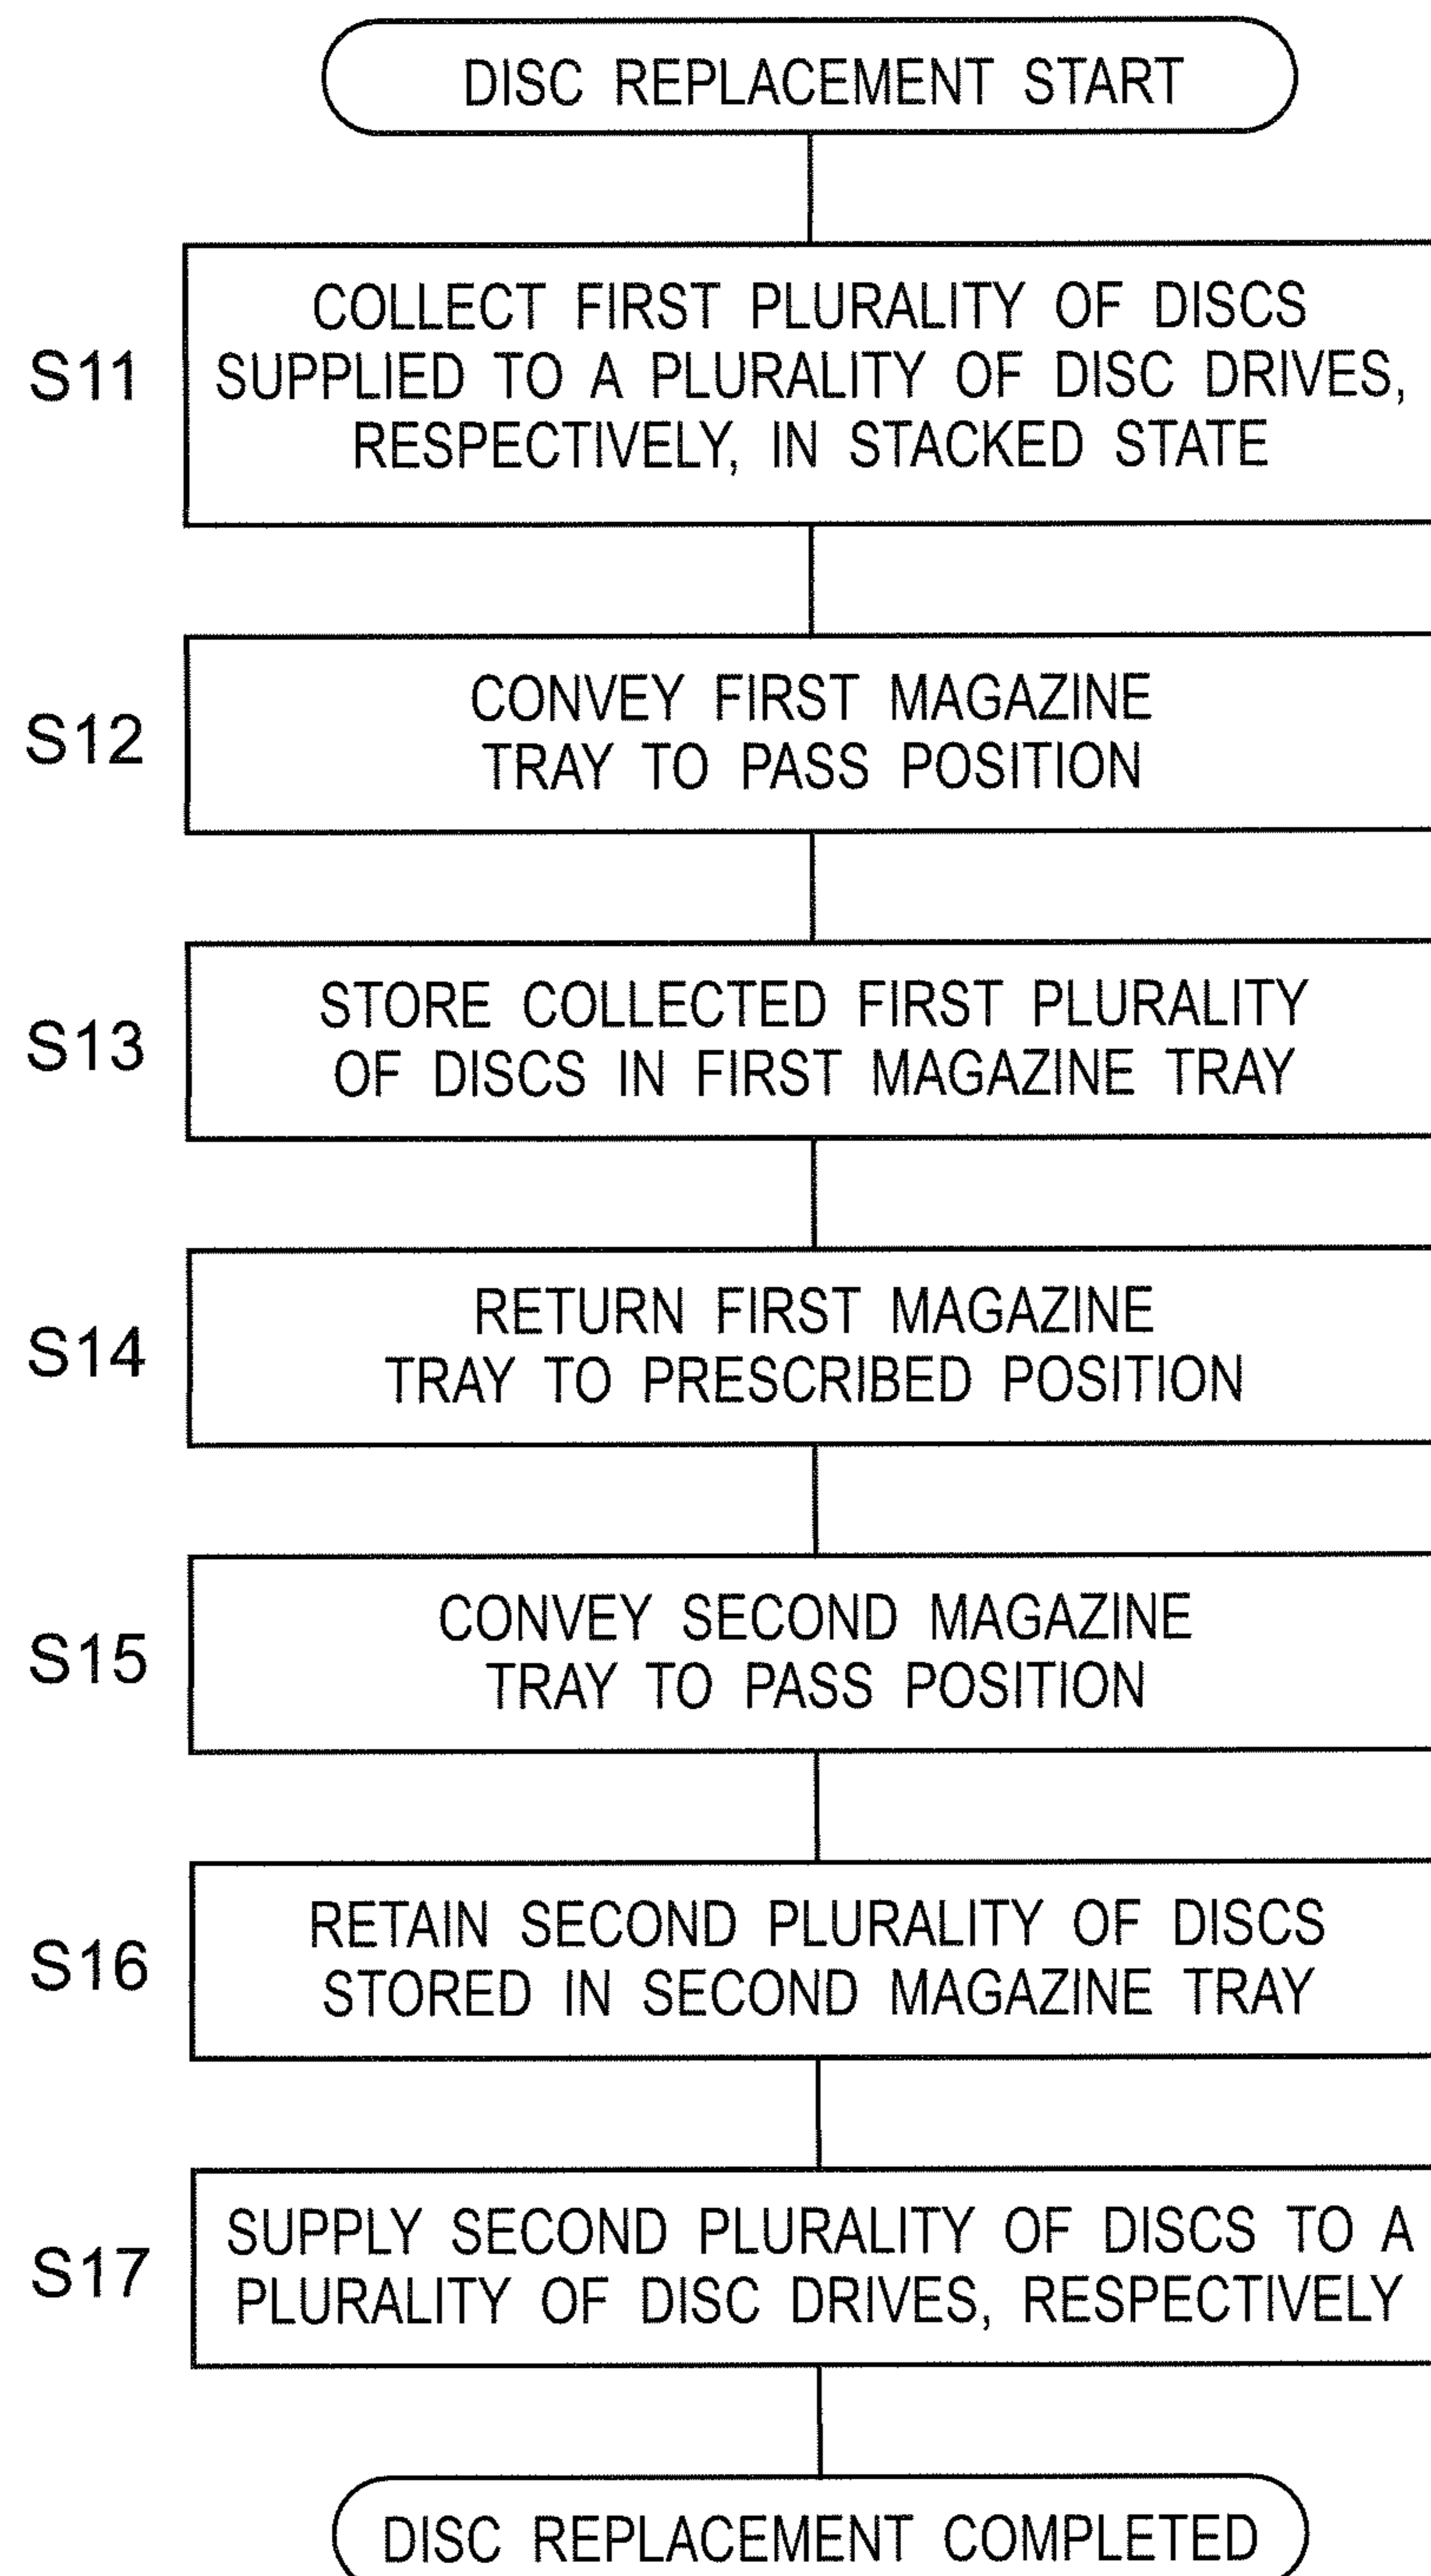 DISC REPLACEMENT START
S11
COLLECT FIRST PLURALITY OF DISCS
SUPPLIED TO A PLURALITY OF DISC DRIVES,
RESPECTIVELY, IN STACKED STATE
S12
CONVEY FIRST MAGAZINE
TRAY TO PASS POSITION
S13
STORE COLLECTED FIRST PLURALITY
OF DISCS IN FIRST MAGAZINE TRAY
S14
RETURN FIRST MAGAZINE
TRAY TO PRESCRIBED POSITION
S15
CONVEY SECOND MAGAZINE
TRAY TO PASS POSITION
S16
RETAIN SECOND PLURALITY OF DISCS
STORED IN SECOND MAGAZINE TRAY
S17
SUPPLY SECOND PLURALITY OF DISCS TO A
PLURALITY OF DISC DRIVES, RESPECTIVELY
DISC REPLACEMENT COMPLETED